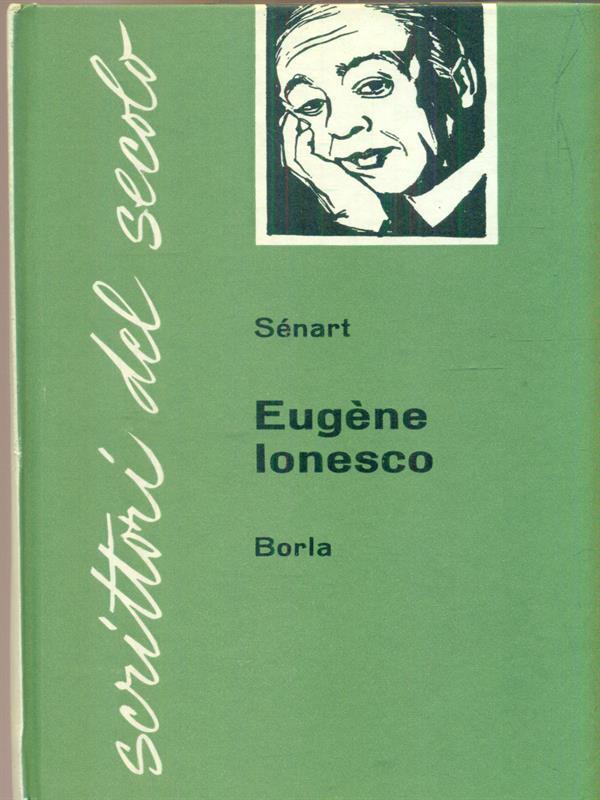 scrittori del secolo
Sénart
Eugène
Ionesco
Borla